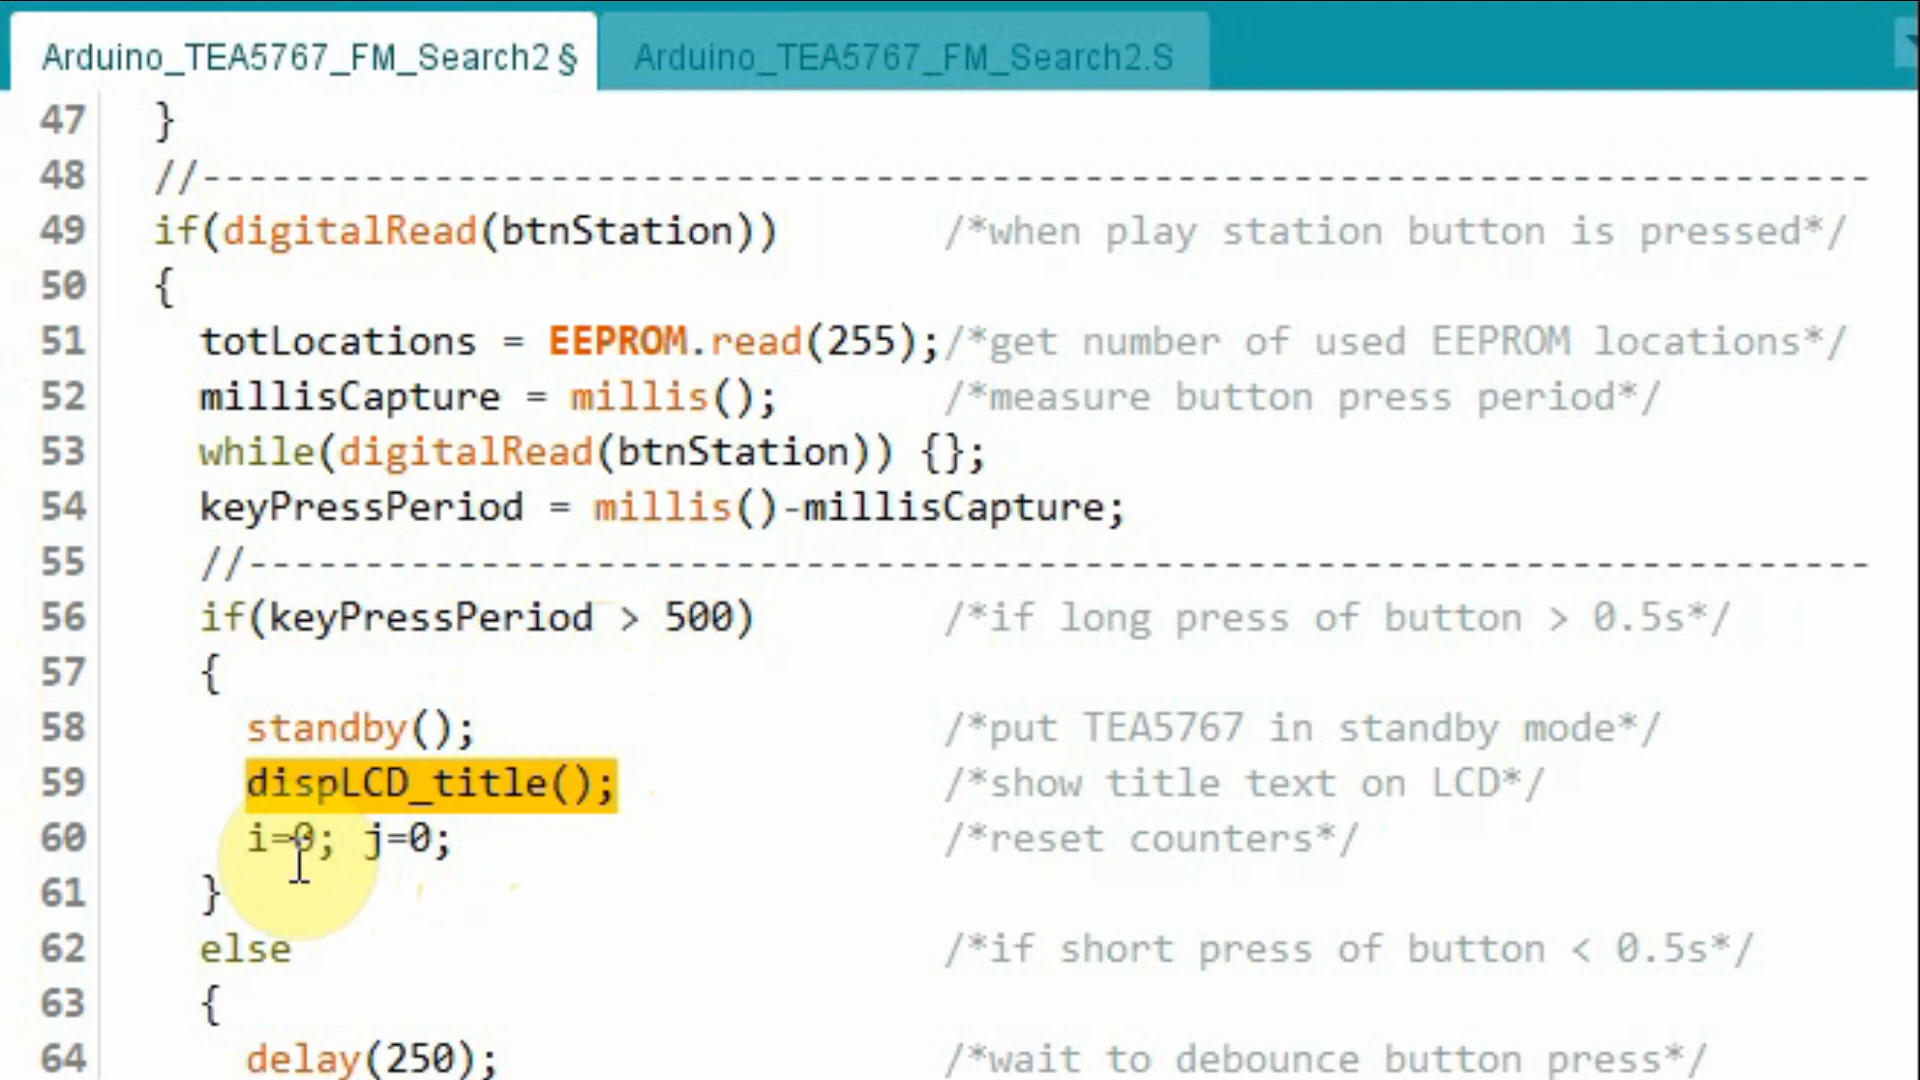 Arduino_TEA5767_FM_Search2 § Arduino_TEA5767_FM_Search2.S
47 }
48 //------------------------------------------------------------------------
49 if(digitalRead(btnStation)) /*when play station button is pressed*/
50 {
51 totLocations = EEPROM.read(255);/*get number of used EEPROM locations*/
52 millisCapture = millis(); /*measure button press period*/
53 while(digitalRead(btnStation)) {};
54 keyPressPeriod = millis()-millisCapture;
55 //----------------------------------------------------------------------
56 if(keyPressPeriod > 500) /*if long press of button > 0.5s*/
57 {
58 standby(); /*put TEA5767 in standby mode*/
59 dispLCD_title(); /*show title text on LCD*/
60 i=0; j=0; /*reset counters*/
61 }
62 else /*if short press of button < 0.5s*/
63 {
64 delay(250); /*wait to debounce button press*/